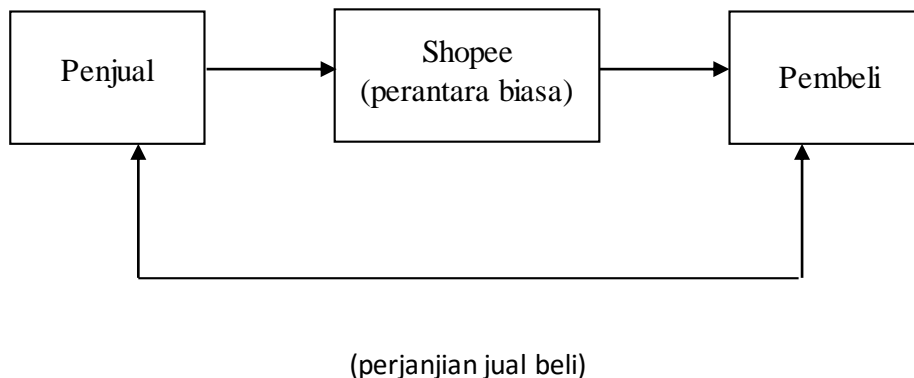 Penjual
Shopee
(perantara biasa)
Pembeli
(perjanjian jual beli)